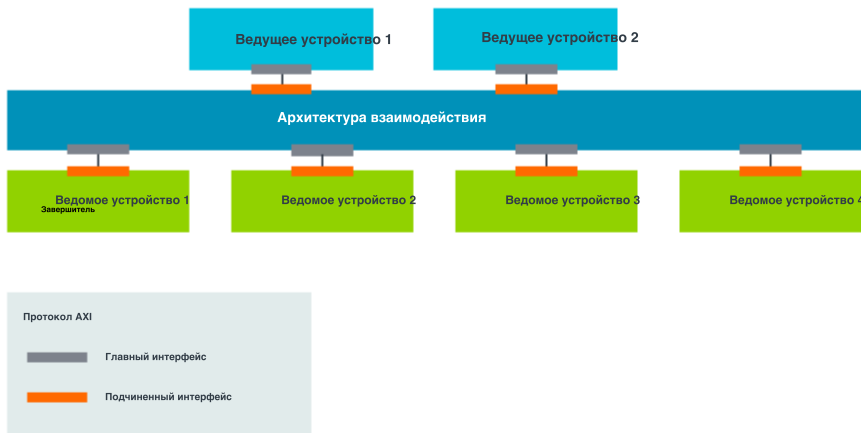 Ведущее устройство 1
Ведущее устройство 2
Архитектура взаимодействия
Ведомое устройство 1
Завершитель
Ведомое устройство 2
Ведомое устройство 3
Ведомое устройство 4
Протокол AXI
Главный интерфейс
Подчиненный интерфейс